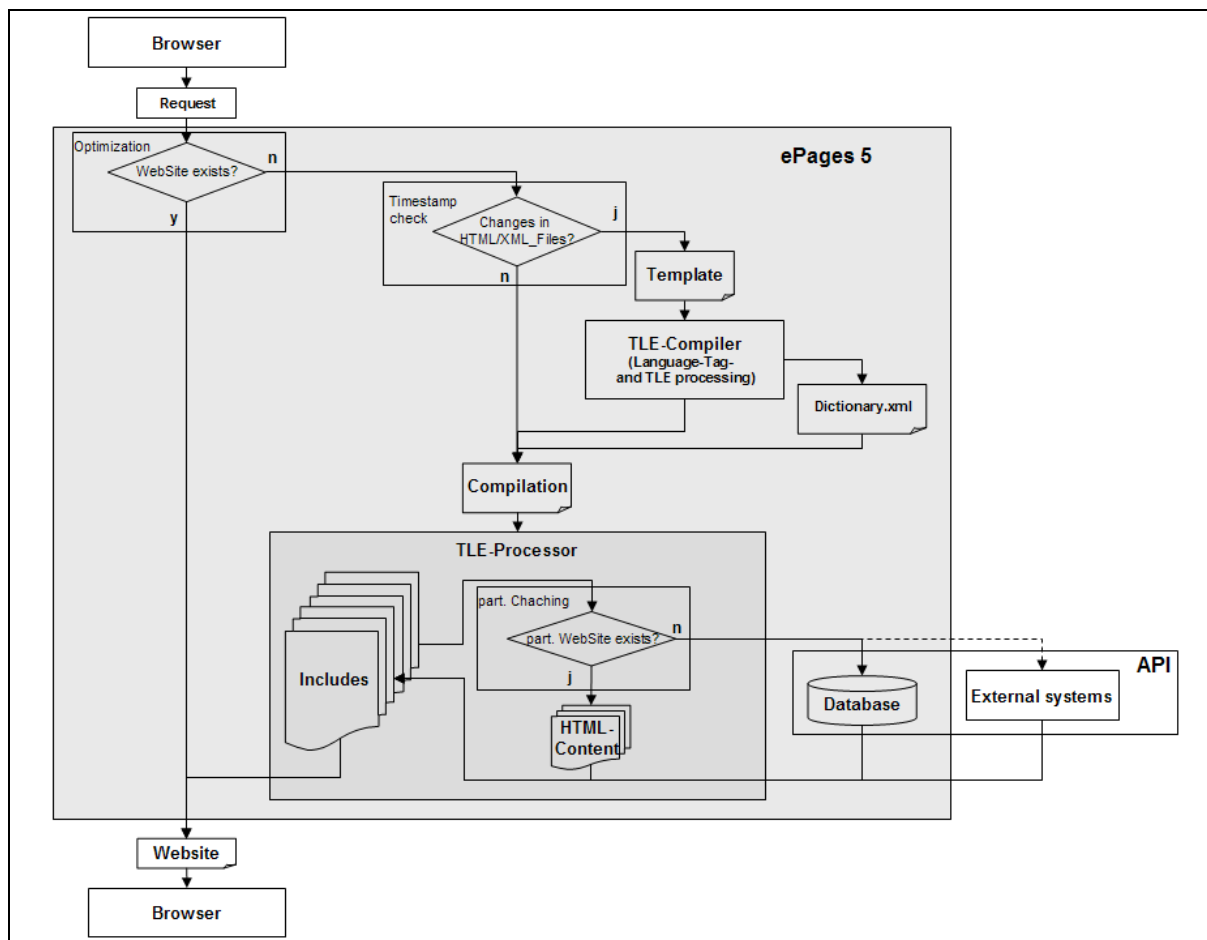 Browser
Request
Optimization
WebSite exists?
n
y
ePages 5
Timestamp
check
Changes in
HTML/XML_Files?
j
n
Template
TLE-Compiler
(Language-Tag-
and TLE processing)
Dictionary.xml
Compilation
TLE-Processor
part. Chaching
part. WebSite exists?
n
j
Includes
HTML-
Content
API
Database
External systems
Website
Browser